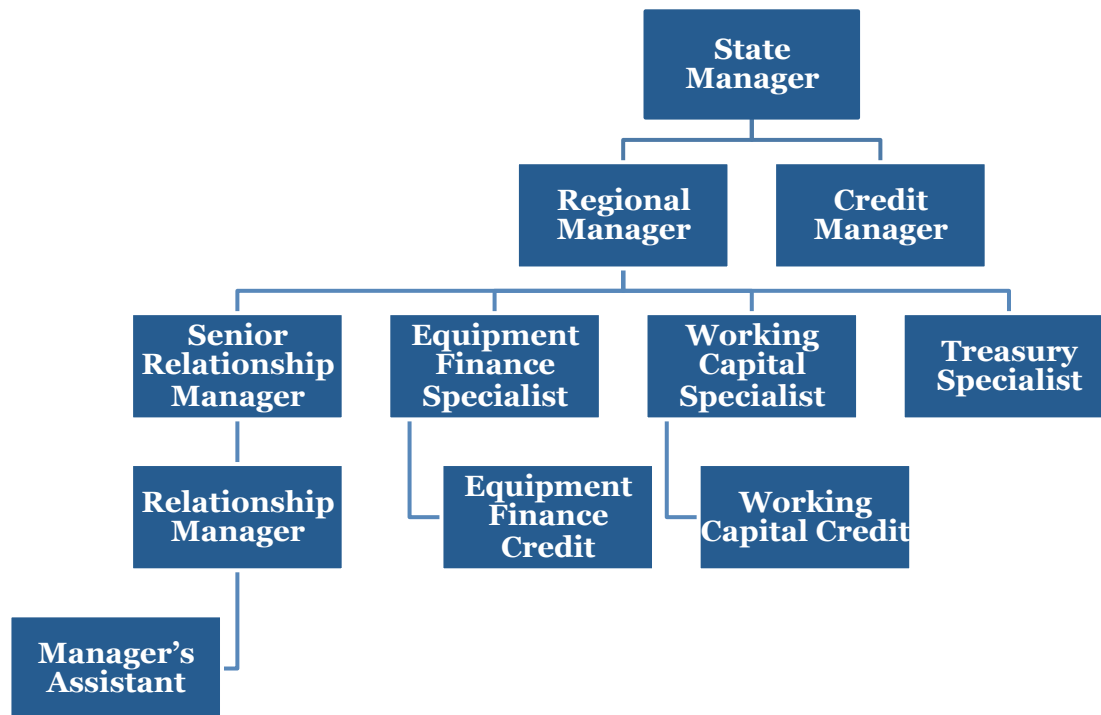 State
Manager
Regional
Manager
Credit
Manager
Senior
Relationship
Manager
Equipment
Finance
Specialist
Working
Capital
Specialist
Treasury
Specialist
Relationship
Manager
Equipment
Finance
Credit
Working
Capital Credit
Manager’s
Assistant